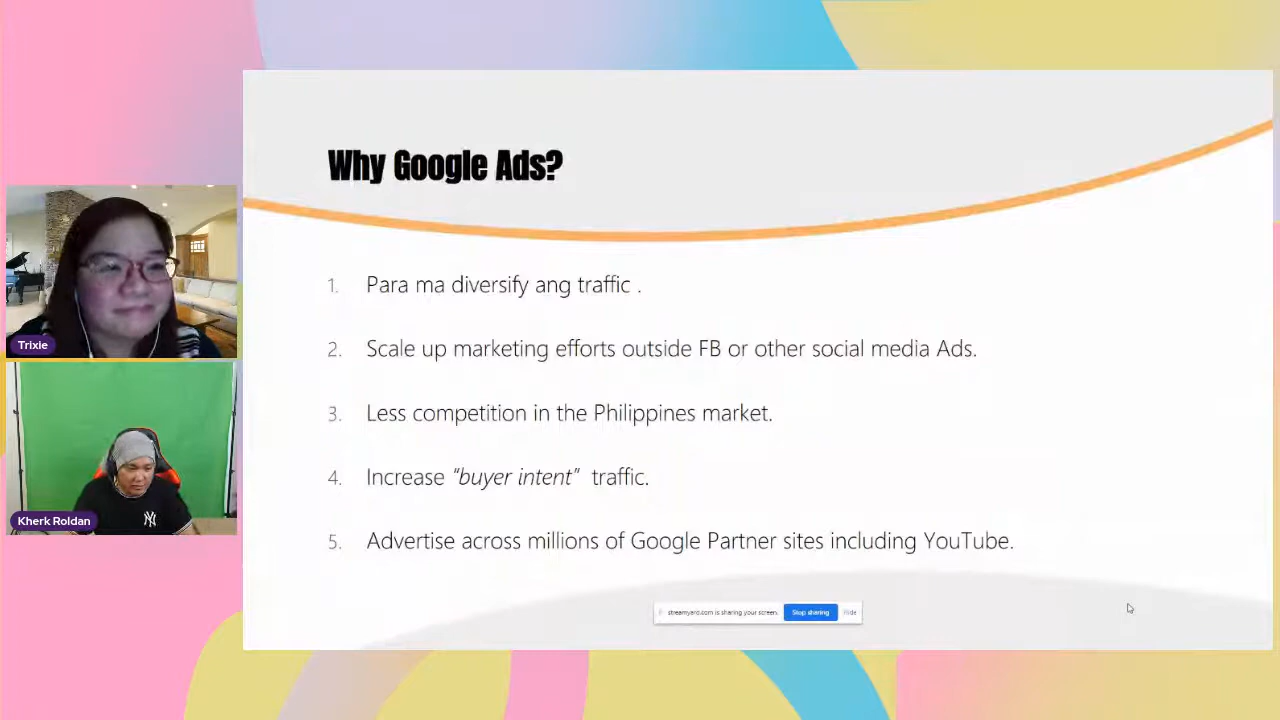 Why Google Ads?
1. Para ma diversify ang traffic .
2. Scale up marketing efforts outside FB or other social media Ads.
3. Less competition in the Philippines market.
4. Increase “buyer intent” traffic.
5. Advertise across millions of Google Partner sites including YouTube.
streamyard.com is sharing your screen. Stop sharing Hide
Trixie
Kherk Roldan
NY